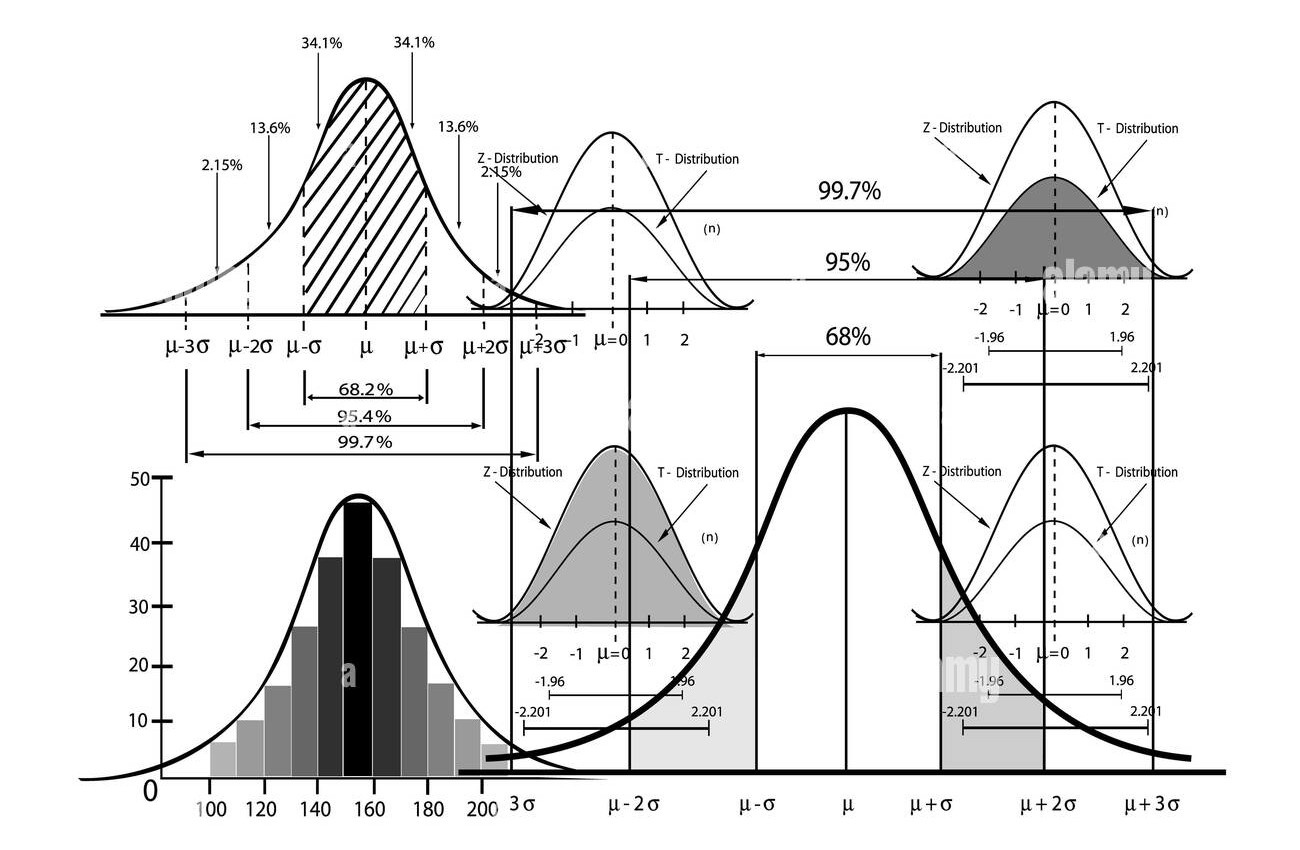 34.1% 34.1%
13.6% 13.6%
2.15% 2.15%
μ-3σ μ-2σ μ-σ μ μ+σ μ+2σ μ+3σ
68.2%
95.4%
99.7%
Z - Distribution T - Distribution
(n)
-2 -1 μ=0 1 2
Z - Distribution T - Distribution
(n)
-2 -1 μ=0 1 2
-1.96 1.96
-2.201 2.201
99.7%
95%
68%
50
40
30
20
10
0
100 120 140 160 180 200
a
Z - Distribution T - Distribution
(n)
-2 -1 μ=0 1 2
-1.96 1.96
-2.201 2.201
Z - Distribution T - Distribution
(n)
-2 -1 μ=0 1 2
-1.96 1.96
-2.201 2.201
3σ μ-2σ μ-σ μ μ+σ μ+2σ μ+3σ